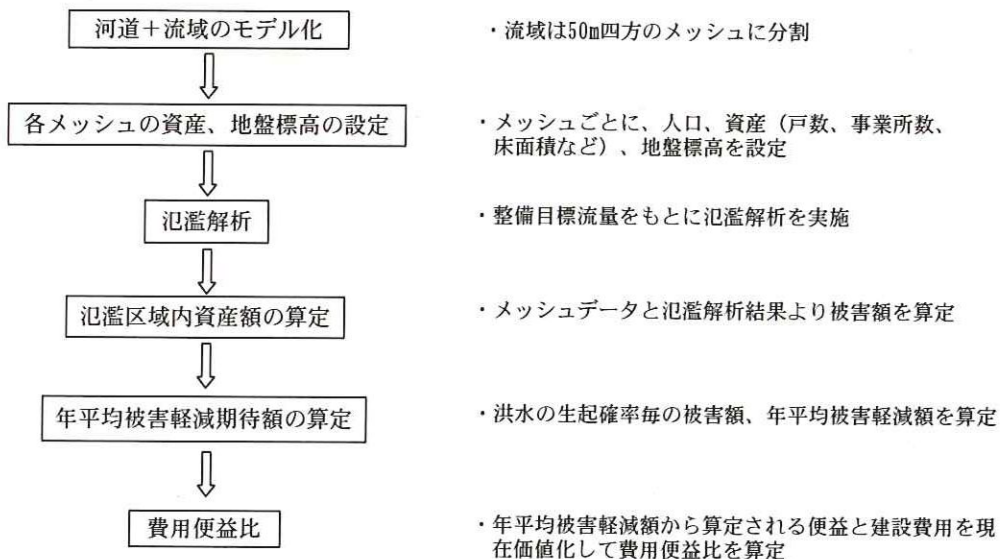 河道＋流域のモデル化
・流域は50m四方のメッシュに分割
各メッシュの資産、地盤標高の設定
・メッシュごとに、人口、資産（戸数、事業所数、
床面積など）、地盤標高を設定
氾濫解析
・整備目標流量をもとに氾濫解析を実施
氾濫区域内資産額の算定
・メッシュデータと氾濫解析結果より被害額を算定
年平均被害軽減期待額の算定
・洪水の生起確率毎の被害額、年平均被害軽減額を算定
費用便益比
・年平均被害軽減額から算定される便益と建設費用を現
在価値化して費用便益比を算定